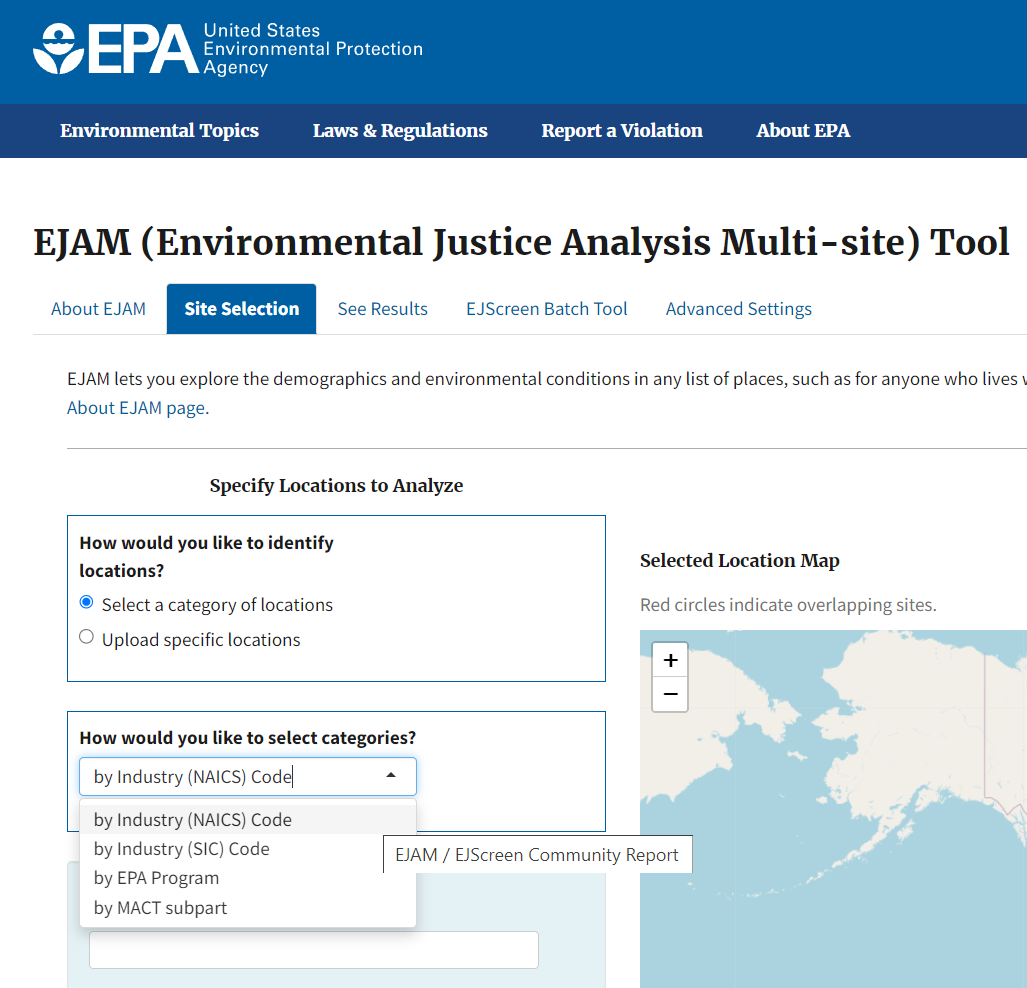 EPA
United States
Environmental Protection
Agency
Environmental Topics
Laws & Regulations
Report a Violation
About EPA
EJAM (Environmental Justice Analysis Multi-site) Tool
About EJAM
Site Selection
See Results
EJScreen Batch Tool
Advanced Settings
EJAM lets you explore the demographics and environmental conditions in any list of places, such as for anyone who lives
About EJAM page.
Specify Locations to Analyze
How would you like to identify
locations?
Select a category of locations
Upload specific locations
How would you like to select categories?
by Industry (NAICS) Code
by Industry (NAICS) Code
by Industry (SIC) Code
by EPA Program
by MACT subpart
EJAM / EJScreen Community Report
Selected Location Map
Red circles indicate overlapping sites.
+
−